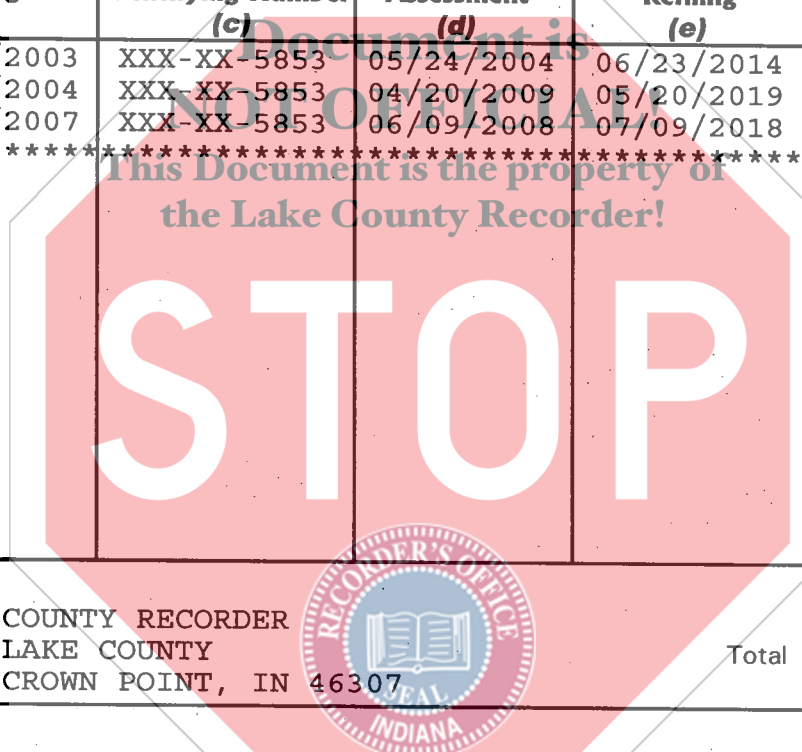 (c) (d) (e)
2003 XXX-XX-5853 05/24/2004 06/23/2014
2004 XXX-XX-5853 04/20/2009 05/20/2019
2007 XXX-XX-5853 06/09/2008 07/09/2018
*****************************************
Document is
NOT OFFICIAL!
This Document is the property of
the Lake County Recorder!
STOP
COUNTY RECORDER
LAKE COUNTY
CROWN POINT, IN 46307
Total
RECORDER'S OFFICE
SEAL
INDIANA